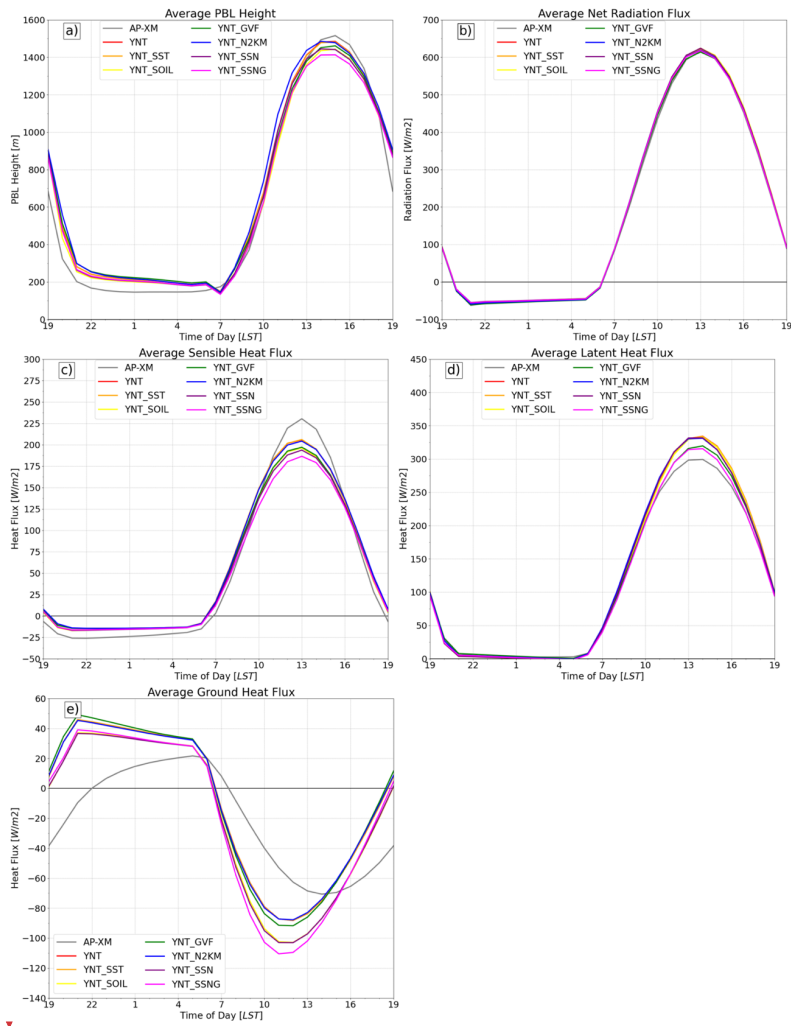 Average PBL Height
a)
AP-XM
YNT
YNT_SST
YNT_SOIL
YNT_GVF
YNT_N2KM
YNT_SSN
YNT_SSNG
PBL Height [m]
1600
1400
1200
1000
800
600
400
200
0
19 22 1 4 7 10 13 16 19
Time of Day [LST]
Average Net Radiation Flux
b)
AP-XM
YNT
YNT_SST
YNT_SOIL
YNT_GVF
YNT_N2KM
YNT_SSN
YNT_SSNG
Radiation Flux [W/m2]
700
600
500
400
300
200
100
0
−100
19 22 1 4 7 10 13 16 19
Time of Day [LST]
Average Sensible Heat Flux
c)
AP-XM
YNT
YNT_SST
YNT_SOIL
YNT_GVF
YNT_N2KM
YNT_SSN
YNT_SSNG
Heat Flux [W/m2]
300
275
250
225
200
175
150
125
100
75
50
25
0
−25
−50
19 22 1 4 7 10 13 16 19
Time of Day [LST]
Average Latent Heat Flux
d)
AP-XM
YNT
YNT_SST
YNT_SOIL
YNT_GVF
YNT_N2KM
YNT_SSN
YNT_SSNG
Heat Flux [W/m2]
450
400
350
300
250
200
150
100
50
0
19 22 1 4 7 10 13 16 19
Time of Day [LST]
Average Ground Heat Flux
e)
AP-XM
YNT
YNT_SST
YNT_SOIL
YNT_GVF
YNT_N2KM
YNT_SSN
YNT_SSNG
Heat Flux [W/m2]
60
40
20
0
−20
−40
−60
−80
−100
−120
−140
19 22 1 4 7 10 13 16 19
Time of Day [LST]